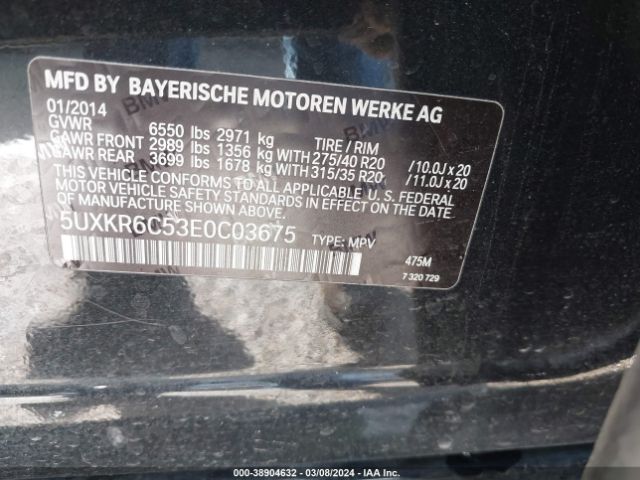 MFD BY BAYERISCHE MOTOREN WERKE AG
01/2014
GVWR 6550 lbs 2971 kg TIRE / RIM
GAWR FRONT 2989 lbs 1356 kg WITH 275/40 R20 /10.0J x 20
GAWR REAR 3699 lbs 1678 kg WITH 315/35 R20 /11.0J x 20
THIS VEHICLE CONFORMS TO ALL APPLICABLE U. S. FEDERAL
MOTOR VEHICLE SAFETY STANDARDS IN EFFECT ON THE DATE
OF MANUFACTURE SHOWN ABOVE.
5UXKR6C53E0C03675 TYPE: MPV
475M
7 320 729
000-38904632 — 03/08/2024 — IAA Inc.